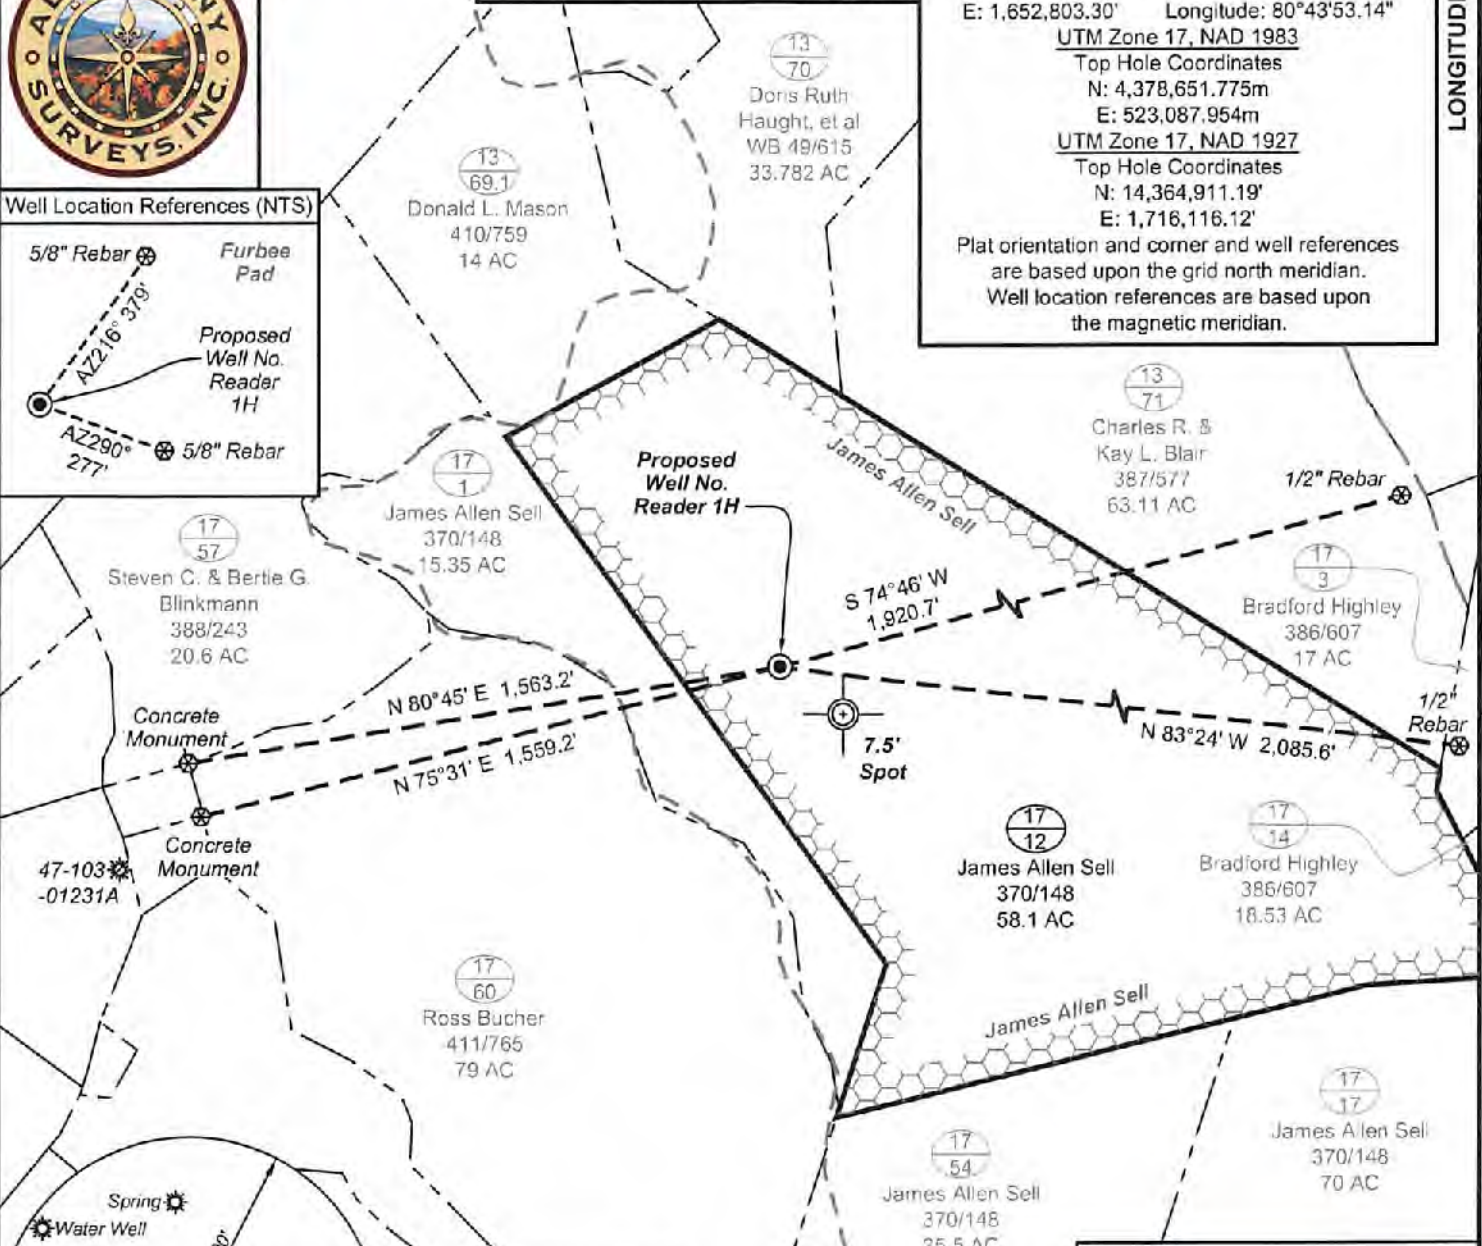 SURVEYS, INC.
E: 1,652,803.30' Longitude: 80°43'53.14"
UTM Zone 17, NAD 1983
Top Hole Coordinates
N: 4,378,651.775m
E: 523,087.954m
UTM Zone 17, NAD 1927
Top Hole Coordinates
N: 14,364,911.19'
E: 1,716,116.12'
Plat orientation and corner and well references
are based upon the grid north meridian.
Well location references are based upon
the magnetic meridian.
LONGITUDE
Well Location References (NTS)
5/8" Rebar
Furbee
Pad
AZ216° 379'
Proposed
Well No.
Reader
1H
AZ290°
277'
5/8" Rebar
13
70
Doris Ruth
Haught, et al
WB 49/615
33.782 AC
13
69.1
Donald L. Mason
410/759
14 AC
13
71
Charles R. &
Kay L. Blair
387/577
63.11 AC
17
1
James Allen Sell
370/148
15.35 AC
Proposed
Well No.
Reader 1H
James Allen Sell
1/2" Rebar
17
57
Steven C. & Bertie G.
Blinkmann
388/243
20.6 AC
S 74°46' W
1,920.7'
17
3
Bradford Highley
386/607
17 AC
1/2"
Rebar
N 80°45' E 1,563.2'
N 75°31' E 1,559.2'
N 83°24' W 2,085.6'
Concrete
Monument
7.5'
Spot
Concrete
Monument
47-103
-01231A
17
12
James Allen Sell
370/148
58.1 AC
17
14
Bradford Highley
386/607
18.53 AC
17
60
Ross Bucher
411/765
79 AC
James Allen Sell
17
17
James Allen Sell
370/148
70 AC
17
54
James Allen Sell
370/148
Spring
Water Well